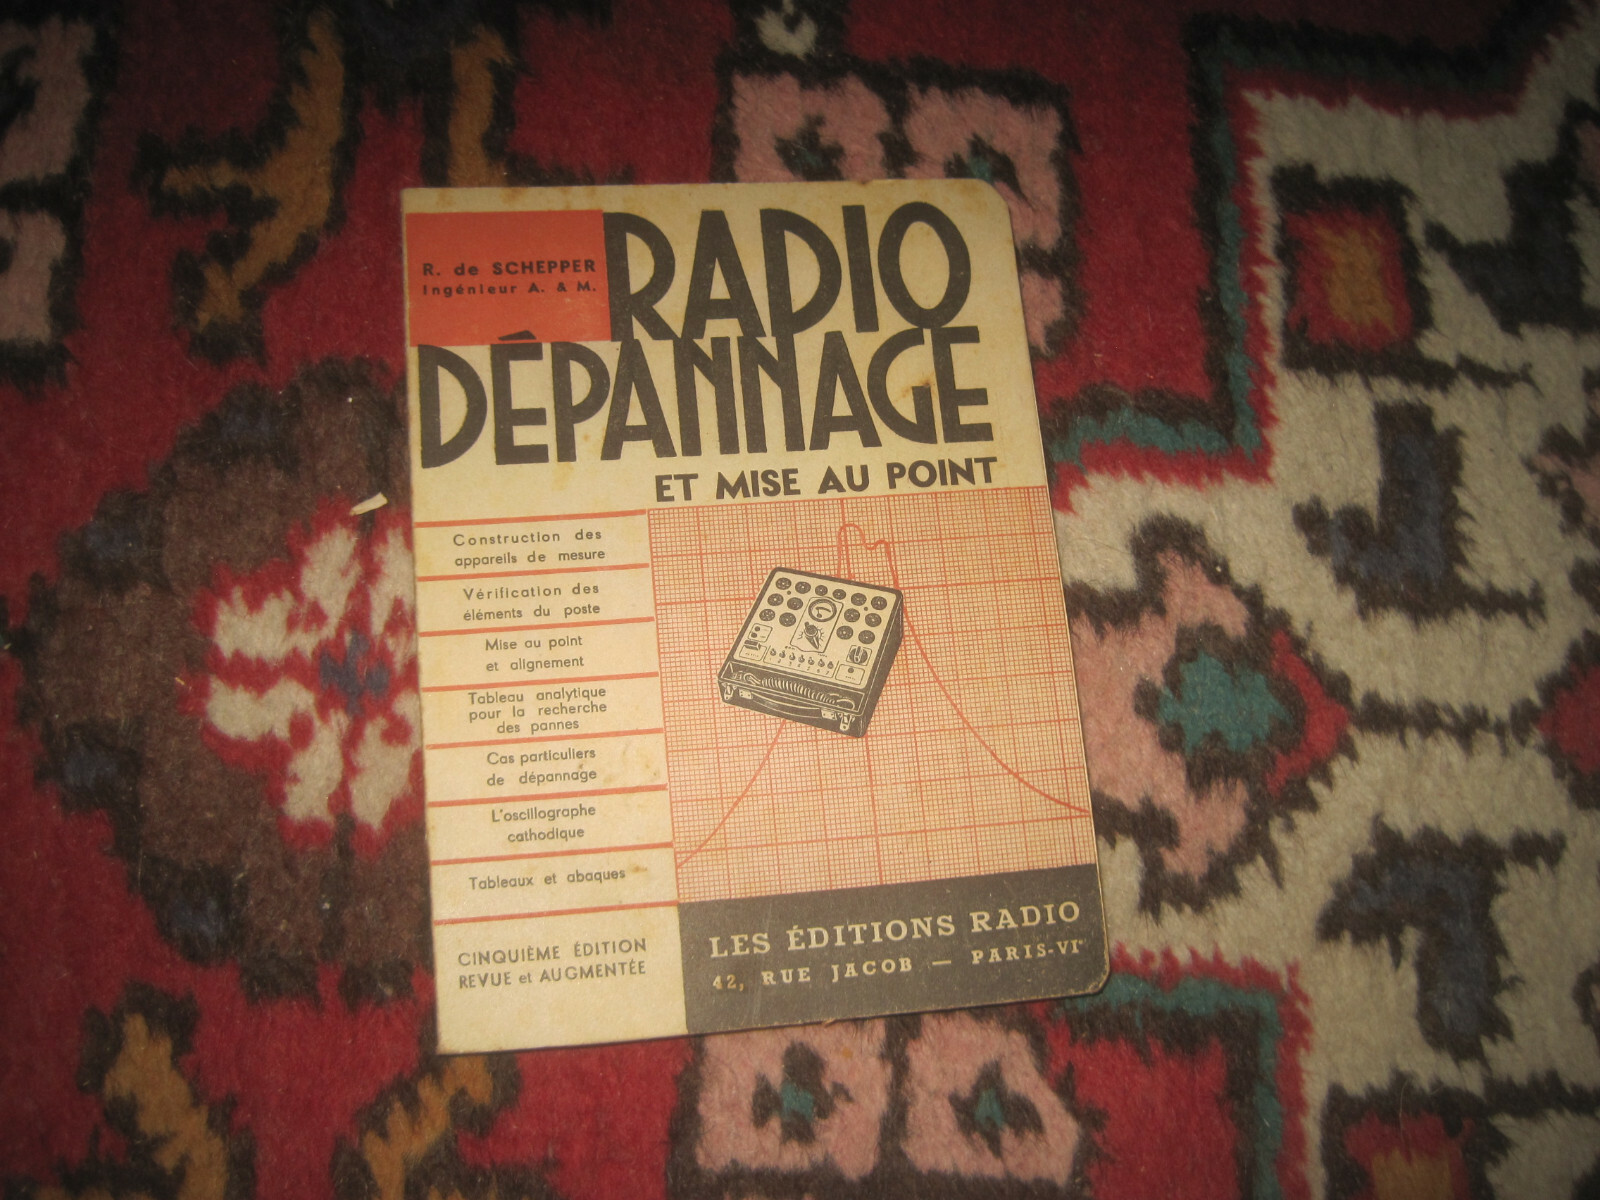 R. de SCHEPPER
Ingénieur A. & M.
RADIO
DÉPANNAGE
ET MISE AU POINT
Construction des
appareils de mesure
Vérification des
éléments du poste
Mise au point
et alignement
Tableau analytique
pour la recherche
des pannes
Cas particuliers
de dépannage
L'oscillographe
cathodique
Tableaux et abaques
CINQUIÈME ÉDITION
REVUE et AUGMENTÉE
LES ÉDITIONS RADIO
42, RUE JACOB — PARIS-VIe